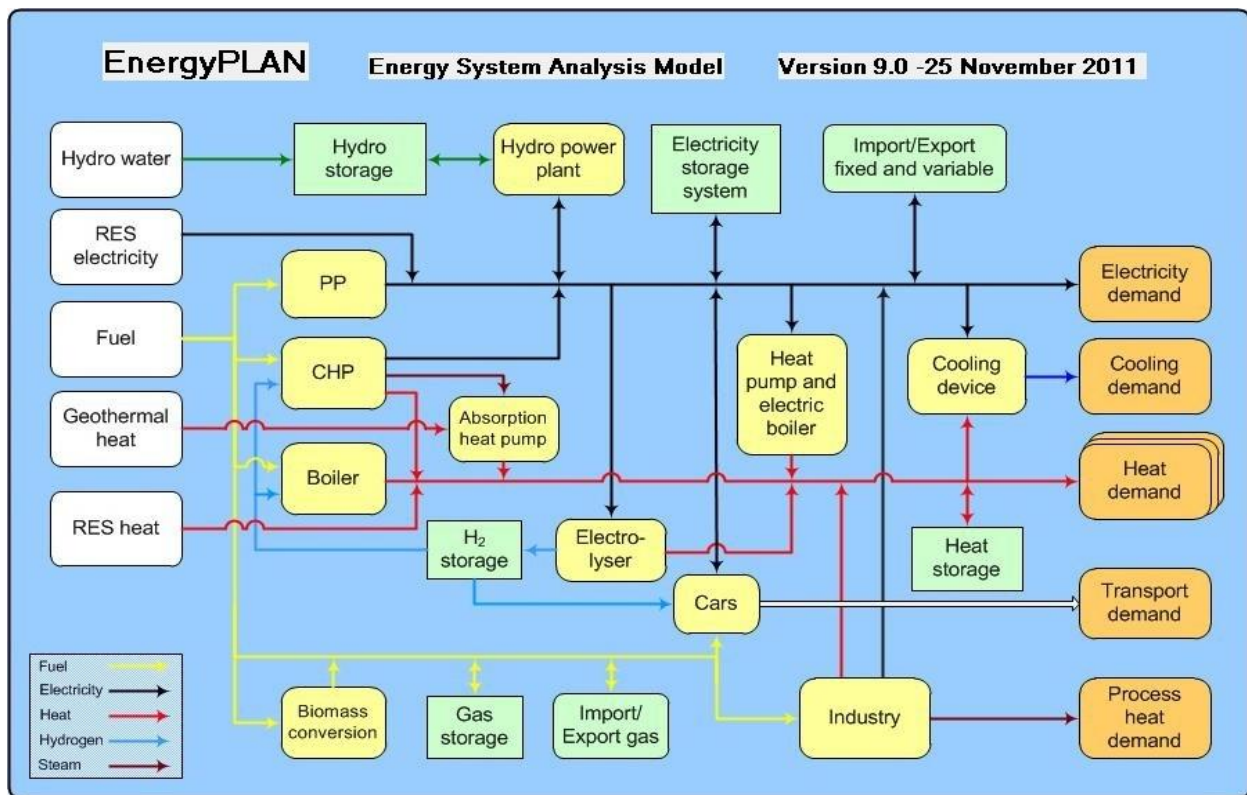 EnergyPLAN
Energy System Analysis Model
Version 9.0 -25 November 2011
Hydro water
Hydro
storage
Hydro power
plant
Electricity
storage
system
Import/Export
fixed and variable
RES
electricity
PP
Electricity
demand
Fuel
CHP
Heat
pump and
electric
boiler
Cooling
device
Cooling
demand
Geothermal
heat
Absorption
heat pump
Boiler
Heat
demand
RES heat
H₂
storage
Electro-
lyser
Heat
storage
Cars
Transport
demand
Fuel
Electricity
Heat
Hydrogen
Steam
Biomass
conversion
Gas
storage
Import/
Export gas
Industry
Process
heat
demand